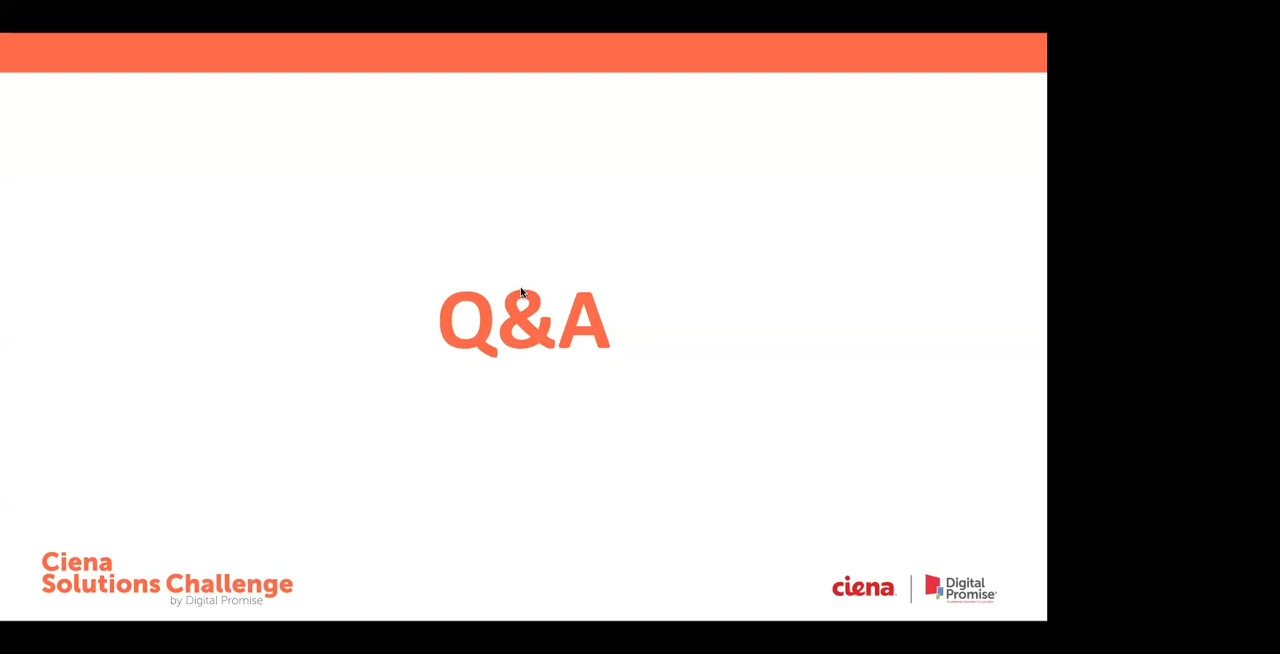 Q&A
Ciena
Solutions Challenge
by Digital Promise
ciena.
Digital
Promise